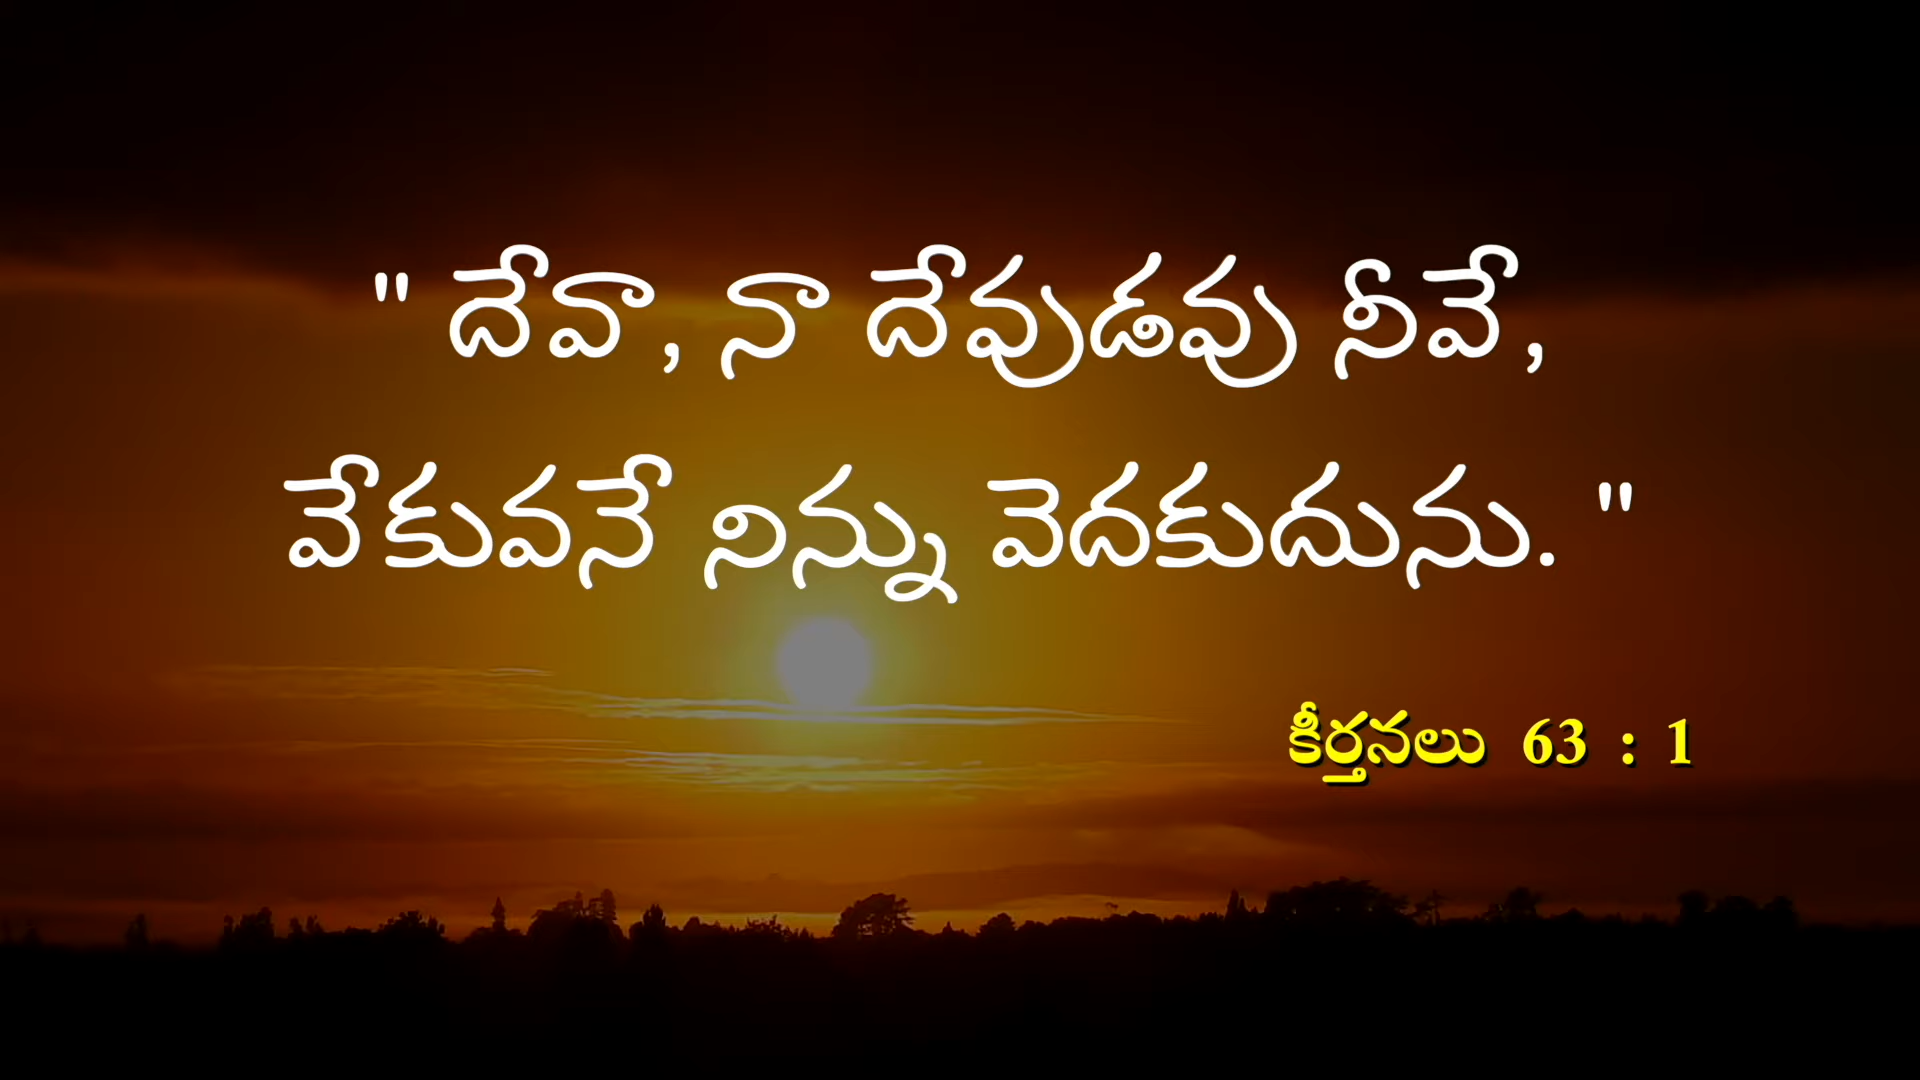 " దేవా, నా దేవుడవు నీవే,
వేకువనే నిన్ను వెదకుదును. "
కీర్తనలు 63 : 1